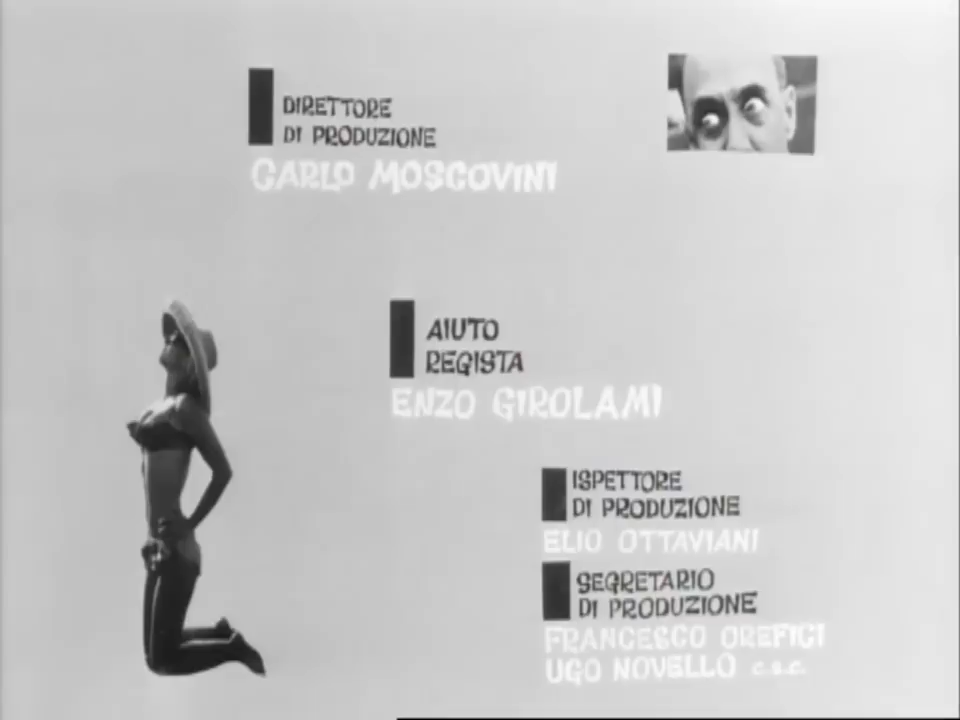 DIRETTORE
DI PRODUZIONE
CARLO MOSCOVINI
AIUTO
REGISTA
ENZO GIROLAMI
ISPETTORE
DI PRODUZIONE
ELIO OTTAVIANI
SEGRETARIO
DI PRODUZIONE
FRANCESCO OREFICI
UGO NOVELLO c.s.c.